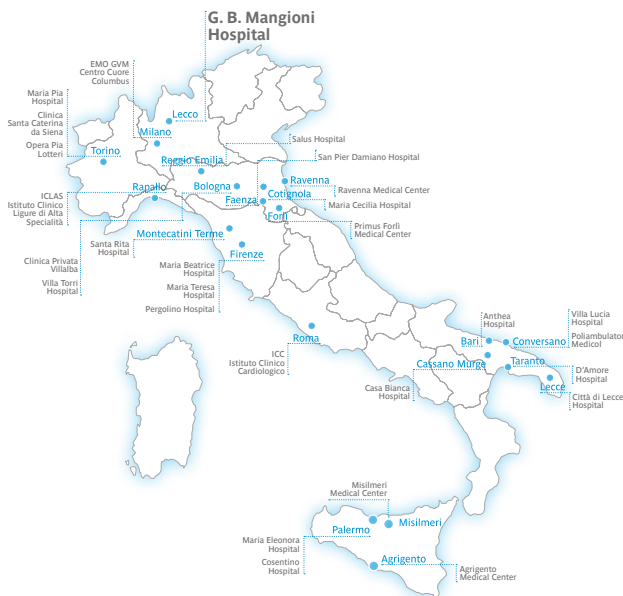 G. B. Mangioni
Hospital
EMO GVM
Centro Cuore
Columbus
Maria Pia
Hospital
Clinica
Santa Caterina
da Siena
Opera Pia
Lotteri
Lecco
Milano
Torino
Salus Hospital
San Pier Damiano Hospital
Reggio Emilia
Rapallo
Bologna
Ravenna
Ravenna Medical Center
Cotignola
Maria Cecilia Hospital
Faenza
Forlì
Primus Forlì
Medical Center
ICLAS
Istituto Clinico
Ligure di Alta
Specialità
Montecatini Terme
Santa Rita
Hospital
Firenze
Clinica Privata
Villalba
Villa Torri
Hospital
Maria Beatrice
Hospital
Maria Teresa
Hospital
Pergolino Hospital
Roma
ICC
Istituto Clinico
Cardiologico
Anthea
Hospital
Villa Lucia
Hospital
Poliambulator
Medicol
Bari
Conversano
Cassano Murge
Taranto
D'Amore
Hospital
Casa Bianca
Hospital
Lecce
Città di Lecce
Hospital
Misilmeri
Medical Center
Palermo
Misilmeri
Maria Eleonora
Hospital
Cosentino
Hospital
Agrigento
Agrigento
Medical Center